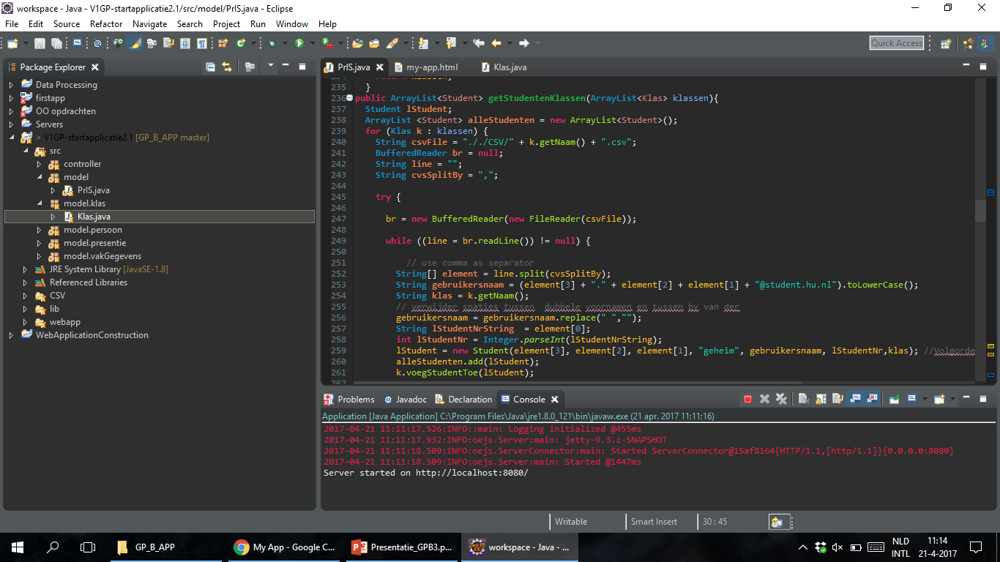 workspace - Java - V1GP-startapplicatie2.1/src/model/PrIS.java - Eclipse
File Edit Source Refactor Navigate Search Project Run Window Help
Quick Access
Package Explorer
Data Processing
firstapp
OO opdrachten
Servers
> V1GP-startapplicatie2.1 [GP_B_APP master]
src
controller
model
PrIS.java
model.klas
Klas.java
model.persoon
model.presentie
model.vakGegevens
JRE System Library [JavaSE-1.8]
Referenced Libraries
CSV
lib
webapp
WebApplicationConstruction
PrIS.java my-app.html Klas.java
235 }
236 public ArrayList<Student> getStudentenKlassen(ArrayList<Klas> klassen){
237 Student lStudent;
238 ArrayList <Student> alleStudenten = new ArrayList<Student>();
239 for (Klas k : klassen) {
240 String csvFile = "././CSV/" + k.getNaam() + ".csv";
241 BufferedReader br = null;
242 String line = "";
243 String cvsSplitBy = ",";
244
245 try {
246
247 br = new BufferedReader(new FileReader(csvFile));
248
249 while ((line = br.readLine()) != null) {
250
251 // use comma as separator
252 String[] element = line.split(cvsSplitBy);
253 String gebruikersnaam = (element[3] + "." + element[2] + element[1] + "@student.hu.nl").toLowerCase();
254 String klas = k.getNaam();
255 // verwijder spaties tussen dubbele voornamen en tussen bv van der
256 gebruikersnaam = gebruikersnaam.replace(" ","");
257 String lStudentNrString = element[0];
258 int lStudentNr = Integer.parseInt(lStudentNrString);
259 lStudent = new Student(element[3], element[2], element[1], "geheim", gebruikersnaam, lStudentNr,klas); //Volgorde
260 alleStudenten.add(lStudent);
261 k.voegStudentToe(lStudent);
262
Problems Javadoc Declaration Console
Application [Java Application] C:\Program Files\Java\jre1.8.0_121\bin\javaw.exe (21 apr. 2017 11:11:16)
2017-04-21 11:11:17.526:INFO::main: Logging initialized @455ms
2017-04-21 11:11:17.932:INFO:oejs.Server:main: jetty-9.3.z-SNAPSHOT
2017-04-21 11:11:18.509:INFO:oejs.ServerConnector:main: Started ServerConnector@15af8164{HTTP/1.1,[http/1.1]}{0.0.0.0:8080}
2017-04-21 11:11:18.509:INFO:oejs.Server:main: Started @1447ms
Server started on http://localhost:8080/
Writable Smart Insert 30 : 45
GP_B_APP My App - Google C... Presentatie_GPB3.p... workspace - Java - ...
NLD 11:14
INTL 21-4-2017